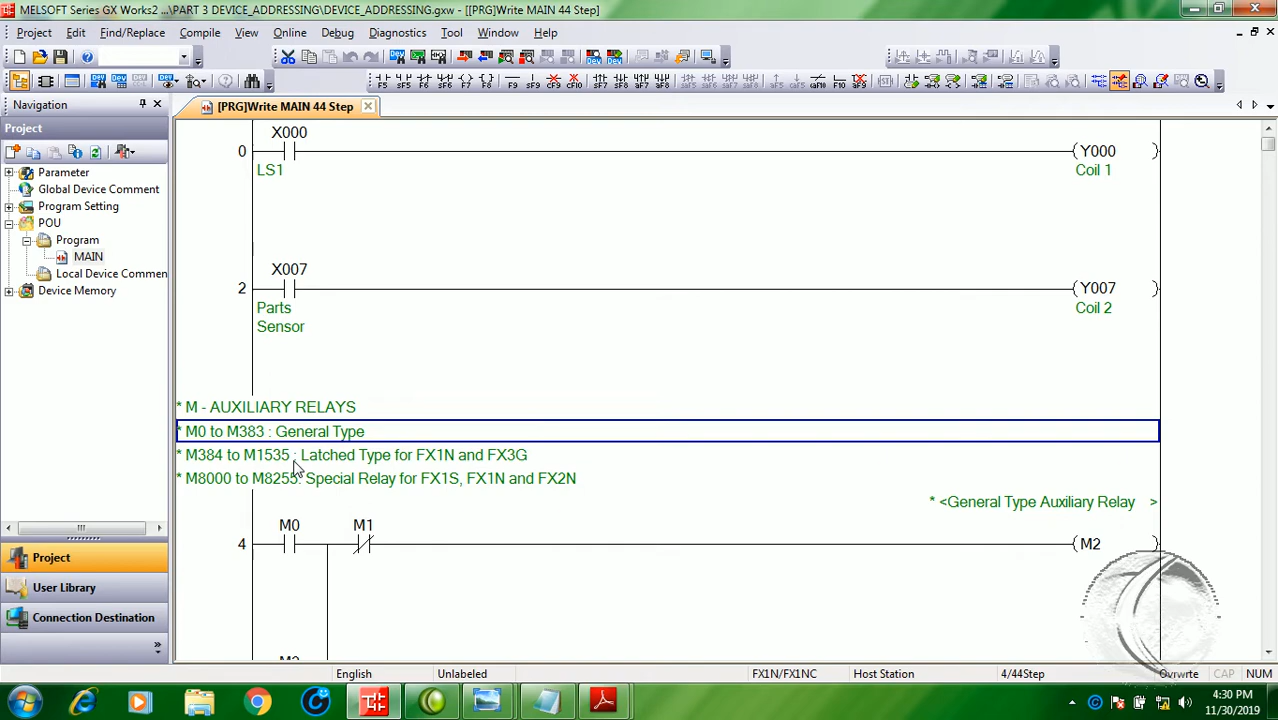 MELSOFT Series GX Works2 ...\PART 3 DEVICE_ADDRESSING\DEVICE_ADDRESSING.gxw - [[PRG]Write MAIN 44 Step]
Project Edit Find/Replace Compile View Online Debug Diagnostics Tool Window Help
Navigation
[PRG]Write MAIN 44 Step
Project
Parameter
Global Device Comment
Program Setting
POU
Program
MAIN
Local Device Commen
Device Memory
Project
User Library
Connection Destination
X000
0
Y000
LS1
Coil 1
X007
2
Y007
Parts
Sensor
Coil 2
* M - AUXILIARY RELAYS
* M0 to M383 : General Type
* M384 to M1535 : Latched Type for FX1N and FX3G
* M8000 to M8255: Special Relay for FX1S, FX1N and FX2N
* <General Type Auxiliary Relay >
M0 M1
4
M2
English Unlabeled FX1N/FX1NC Host Station 4/44Step Ovrwrte CAP NUM
4:30 PM
11/30/2019